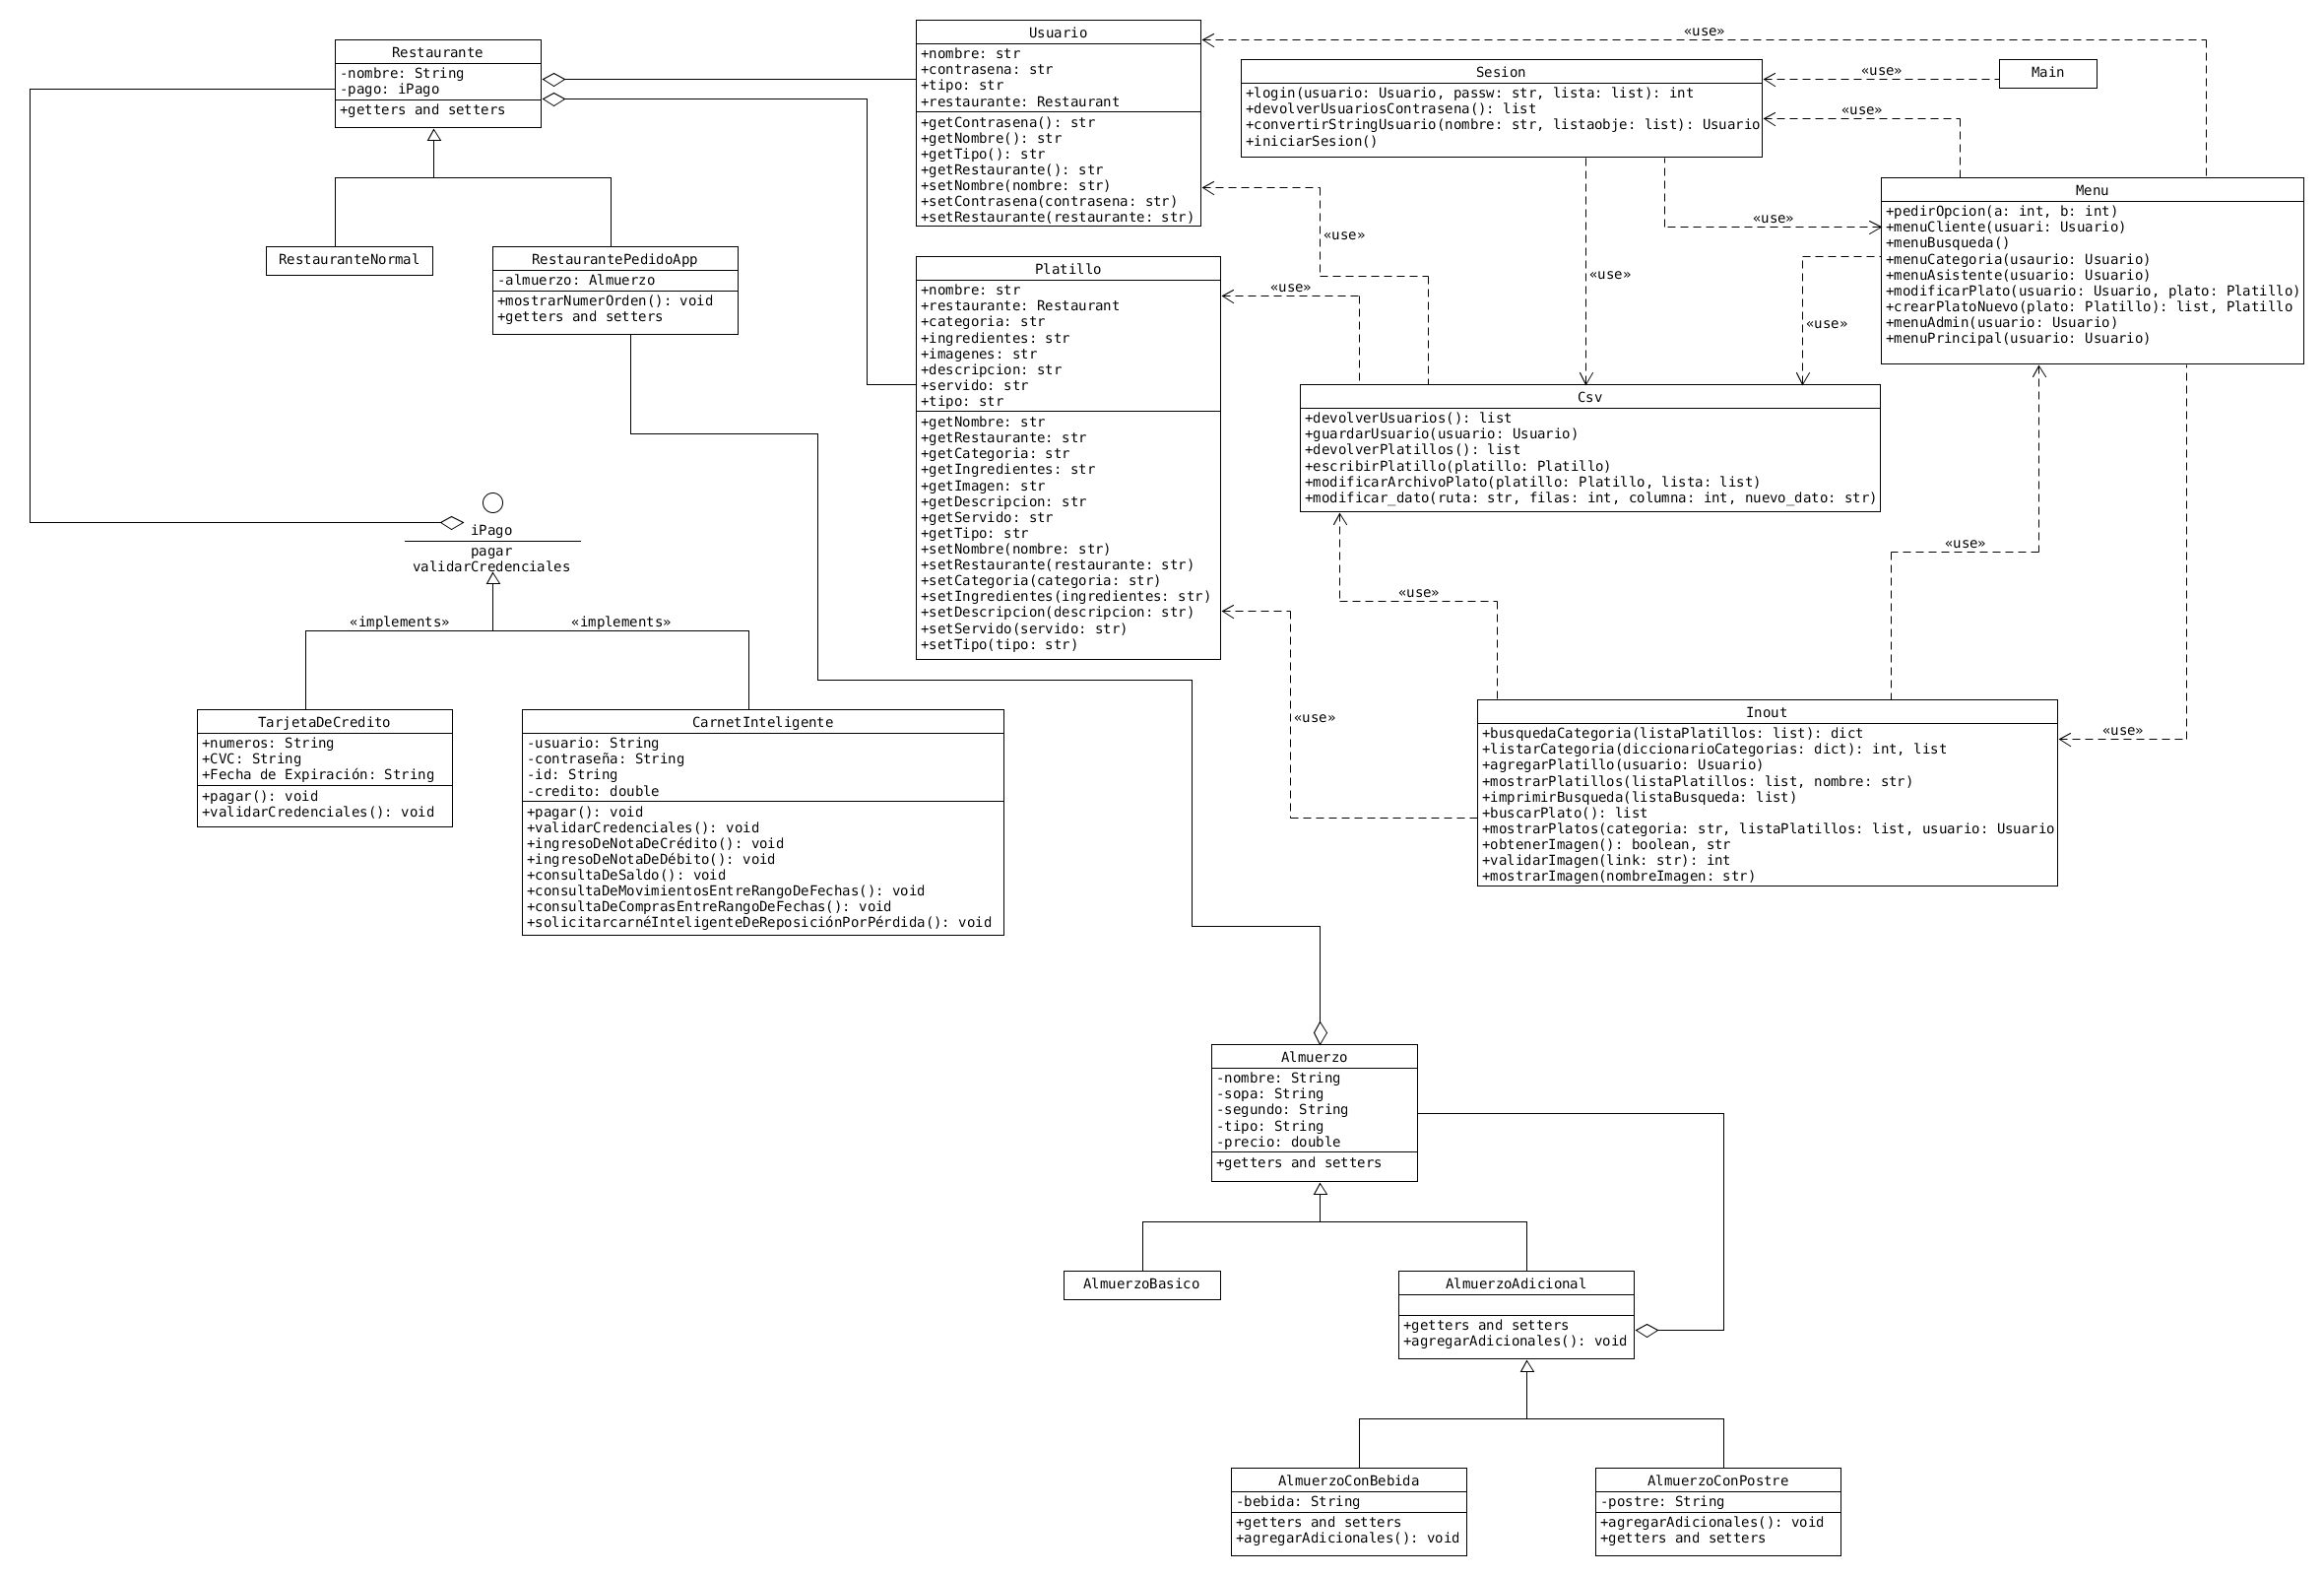 Restaurante
-nombre: String
-pago: iPago
+getters and setters
RestauranteNormal
RestaurantePedidoApp
-almuerzo: Almuerzo
+mostrarNumerOrden(): void
+getters and setters
iPago
pagar
validarCredenciales
«implements»
«implements»
TarjetaDeCredito
+numeros: String
+CVC: String
+Fecha de Expiración: String
+pagar(): void
+validarCredenciales(): void
CarnetInteligente
-usuario: String
-contraseña: String
-id: String
-credito: double
+pagar(): void
+validarCredenciales(): void
+ingresoDeNotaDeCrédito(): void
+ingresoDeNotaDeDébito(): void
+consultaDeSaldo(): void
+consultaDeMovimientosEntreRangoDeFechas(): void
+consultaDeComprasEntreRangoDeFechas(): void
+solicitarcarnéInteligenteDeReposiciónPorPérdida(): void
Usuario
+nombre: str
+contrasena: str
+tipo: str
+restaurante: Restaurant
+getContrasena(): str
+getNombre(): str
+getTipo(): str
+getRestaurante(): str
+setNombre(nombre: str)
+setContrasena(contrasena: str)
+setRestaurante(restaurante: str)
Platillo
+nombre: str
+restaurante: Restaurant
+categoria: str
+ingredientes: str
+imagenes: str
+descripcion: str
+servido: str
+tipo: str
+getNombre: str
+getRestaurante: str
+getCategoria: str
+getIngredientes: str
+getImagen: str
+getDescripcion: str
+getServido: str
+getTipo: str
+setNombre(nombre: str)
+setRestaurante(restaurante: str)
+setCategoria(categoria: str)
+setIngredientes(ingredientes: str)
+setDescripcion(descripcion: str)
+setServido(servido: str)
+setTipo(tipo: str)
«use»
Sesion
+login(usuario: Usuario, passw: str, lista: list): int
+devolverUsuariosContrasena(): list
+convertirStringUsuario(nombre: str, listaobje: list): Usuario
+iniciarSesion()
«use»
Main
«use»
Menu
+pedirOpcion(a: int, b: int)
+menuCliente(usuari: Usuario)
+menuBusqueda()
+menuCategoria(usaurio: Usuario)
+menuAsistente(usuario: Usuario)
+modificarPlato(usuario: Usuario, plato: Platillo)
+crearPlatoNuevo(plato: Platillo): list, Platillo
+menuAdmin(usuario: Usuario)
+menuPrincipal(usuario: Usuario)
«use»
«use»
«use»
«use»
«use»
Csv
+devolverUsuarios(): list
+guardarUsuario(usuario: Usuario)
+devolverPlatillos(): list
+escribirPlatillo(platillo: Platillo)
+modificarArchivoPlato(platillo: Platillo, lista: list)
+modificar_dato(ruta: str, filas: int, columna: int, nuevo_dato: str)
«use»
«use»
«use»
«use»
Inout
+busquedaCategoria(listaPlatillos: list): dict
+listarCategoria(diccionarioCategorias: dict): int, list
+agregarPlatillo(usuario: Usuario)
+mostrarPlatillos(listaPlatillos: list, nombre: str)
+imprimirBusqueda(listaBusqueda: list)
+buscarPlato(): list
+mostrarPlatos(categoria: str, listaPlatillos: list, usuario: Usuario
+obtenerImagen(): boolean, str
+validarImagen(link: str): int
+mostrarImagen(nombreImagen: str)
Almuerzo
-nombre: String
-sopa: String
-segundo: String
-tipo: String
-precio: double
+getters and setters
AlmuerzoBasico
AlmuerzoAdicional
+getters and setters
+agregarAdicionales(): void
AlmuerzoConBebida
-bebida: String
+getters and setters
+agregarAdicionales(): void
AlmuerzoConPostre
-postre: String
+agregarAdicionales(): void
+getters and setters